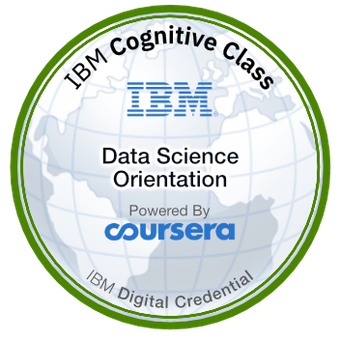 IBM Cognitive Class
IBM
Data Science
Orientation
Powered By
coursera
IBM Digital Credential